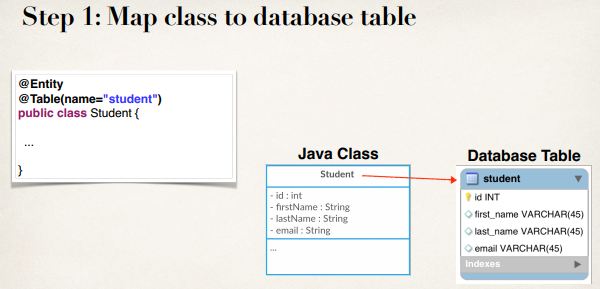 Step 1: Map class to database table
@Entity
@Table(name="student")
public class Student {
...
}
Java Class
Student
- id : int
- firstName : String
- lastName : String
- email : String
...
Database Table
student
id INT
first_name VARCHAR(45)
last_name VARCHAR(45)
email VARCHAR(45)
Indexes